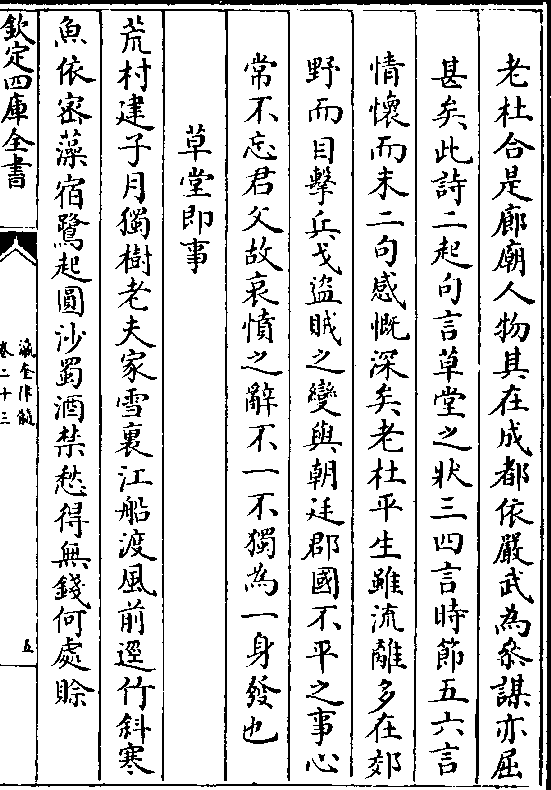 老杜合是廊廟人物其在成都依嚴武為叅謀亦屈
甚矣此詩二起句言草堂之狀三四言時節五六言
情懷而末二句感慨深矣老杜平生雖流離多在郊
野而目擊兵戈盗賊之變與朝廷郡國不平之事心
常不忘君父故哀憤之辭不一不獨為一身發也
草堂即事
荒村建子月獨樹老夫家雪裏江船渡風前逕竹斜寒
魚依宻藻宿鷺起圓沙蜀酒禁愁得無錢何處賖
欽定四庫全書
瀛奎律髓
卷二十三
五